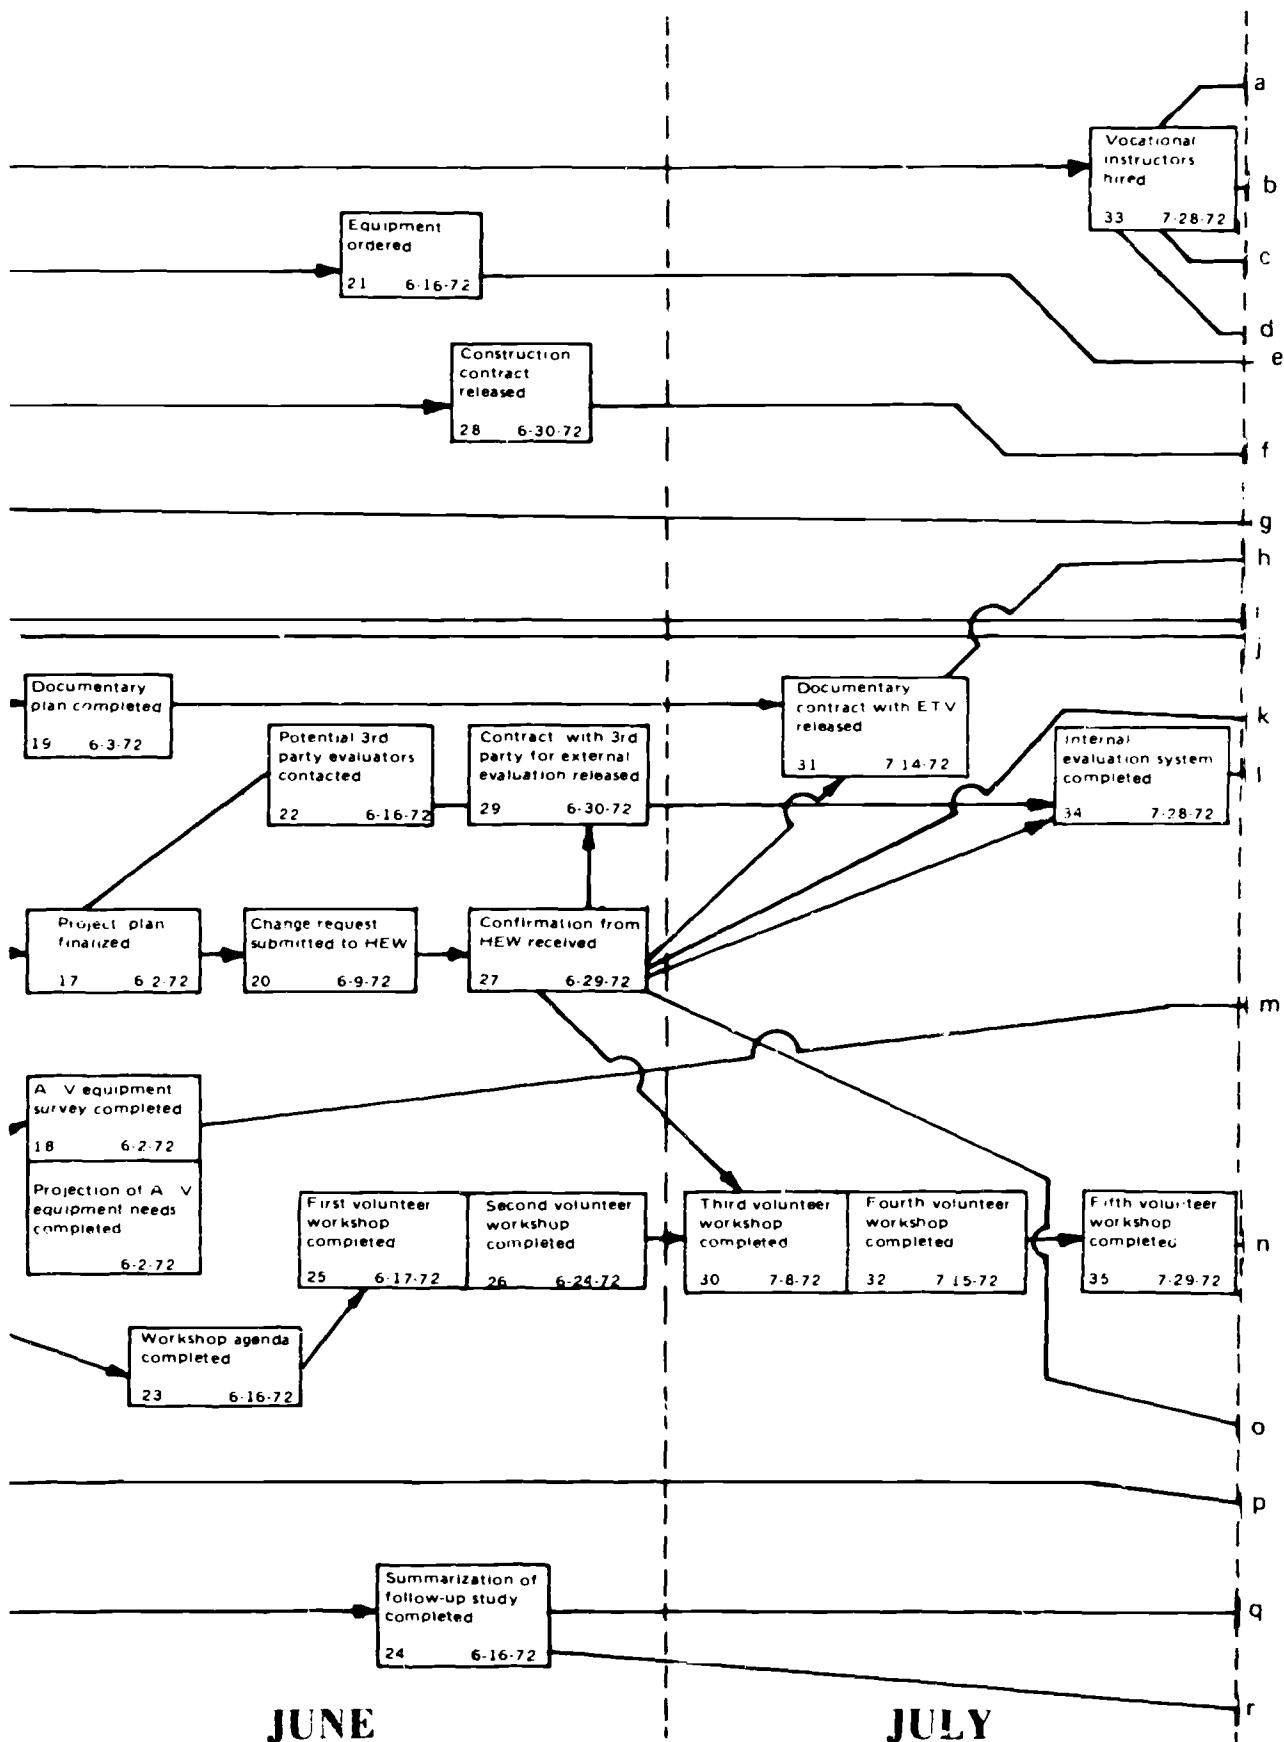 a
Vocational
instructors
hired
33 7-28-72
b
c
d
e
Equipment
ordered
21 6-16-72
Construction
contract
released
28 6-30-72
f
g
h
i
j
Documentary
plan completed
19 6-3-72
Potential 3rd
party evaluators
contacted
22 6-16-72
Contract with 3rd
party for external
evaluation released
29 6-30-72
Documentary
contract with ETV
released
31 7 14-72
k
Internal
evaluation system
completed
34 7-28-72
l
Project plan
finalized
17 6 2-72
Change request
submitted to HEW
20 6-9-72
Confirmation from
HEW received
27 6-29-72
m
A V equipment
survey completed
18 6-2-72
Projection of A V
equipment needs
completed
6-2-72
First volunteer
workshop
completed
25 6-17-72
Second volunteer
workshop
completed
26 6-24-72
Third volunteer
workshop
completed
30 7-8-72
Fourth volunteer
workshop
completed
32 7 15-72
Fifth volunteer
workshop
completed
35 7-29-72
n
Workshop agenda
completed
23 6-16-72
o
p
Summarization of
follow-up study
completed
24 6-16-72
q
r
JUNE
JULY